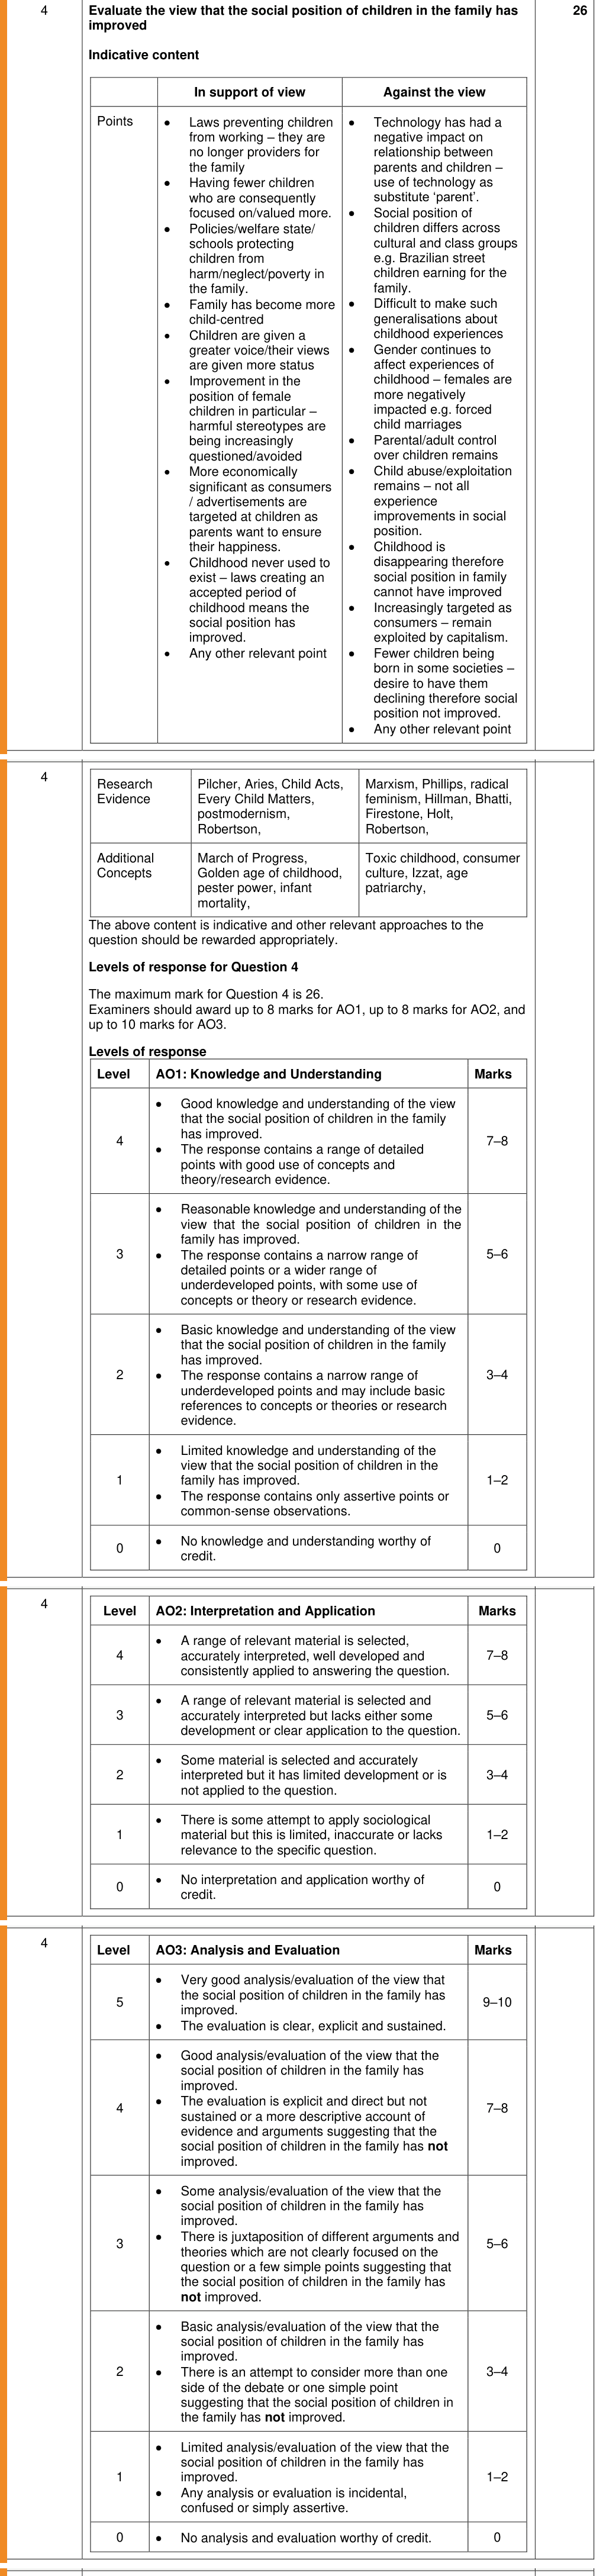 4
Evaluate the view that the social position of children in the family has
improved
26
Indicative content
In support of view
Against the view
Points
• Laws preventing children
from working – they are
no longer providers for
the family
• Having fewer children
who are consequently
focused on/valued more.
• Policies/welfare state/
schools protecting
children from
harm/neglect/poverty in
the family.
• Family has become more
child-centred
• Children are given a
greater voice/their views
are given more status
• Improvement in the
position of female
children in particular –
harmful stereotypes are
being increasingly
questioned/avoided
• More economically
significant as consumers
/ advertisements are
targeted at children as
parents want to ensure
their happiness.
• Childhood never used to
exist – laws creating an
accepted period of
childhood means the
social position has
improved.
• Any other relevant point
• Technology has had a
negative impact on
relationship between
parents and children –
use of technology as
substitute ‘parent’.
• Social position of
children differs across
cultural and class groups
e.g. Brazilian street
children earning for the
family.
• Difficult to make such
generalisations about
childhood experiences
• Gender continues to
affect experiences of
childhood – females are
more negatively
impacted e.g. forced
child marriages
• Parental/adult control
over children remains
• Child abuse/exploitation
remains – not all
experience
improvements in social
position.
• Childhood is
disappearing therefore
social position in family
cannot have improved
• Increasingly targeted as
consumers – remain
exploited by capitalism.
• Fewer children being
born in some societies –
desire to have them
declining therefore social
position not improved.
• Any other relevant point
4
Research
Evidence
Pilcher, Aries, Child Acts,
Every Child Matters,
postmodernism,
Robertson,
Marxism, Phillips, radical
feminism, Hillman, Bhatti,
Firestone, Holt,
Robertson,
Additional
Concepts
March of Progress,
Golden age of childhood,
pester power, infant
mortality,
Toxic childhood, consumer
culture, Izzat, age
patriarchy,
The above content is indicative and other relevant approaches to the
question should be rewarded appropriately.
Levels of response for Question 4
The maximum mark for Question 4 is 26.
Examiners should award up to 8 marks for AO1, up to 8 marks for AO2, and
up to 10 marks for AO3.
Levels of response
Level
AO1: Knowledge and Understanding
Marks
4
• Good knowledge and understanding of the view
that the social position of children in the family
has improved.
• The response contains a range of detailed
points with good use of concepts and
theory/research evidence.
7–8
3
• Reasonable knowledge and understanding of the
view that the social position of children in the
family has improved.
• The response contains a narrow range of
detailed points or a wider range of
underdeveloped points, with some use of
concepts or theory or research evidence.
5–6
2
• Basic knowledge and understanding of the view
that the social position of children in the family
has improved.
• The response contains a narrow range of
underdeveloped points and may include basic
references to concepts or theories or research
evidence.
3–4
1
• Limited knowledge and understanding of the
view that the social position of children in the
family has improved.
• The response contains only assertive points or
common-sense observations.
1–2
0
• No knowledge and understanding worthy of
credit.
0
4
Level
AO2: Interpretation and Application
Marks
4
• A range of relevant material is selected,
accurately interpreted, well developed and
consistently applied to answering the question.
7–8
3
• A range of relevant material is selected and
accurately interpreted but lacks either some
development or clear application to the question.
5–6
2
• Some material is selected and accurately
interpreted but it has limited development or is
not applied to the question.
3–4
1
• There is some attempt to apply sociological
material but this is limited, inaccurate or lacks
relevance to the specific question.
1–2
0
• No interpretation and application worthy of
credit.
0
4
Level
AO3: Analysis and Evaluation
Marks
5
• Very good analysis/evaluation of the view that
the social position of children in the family has
improved.
• The evaluation is clear, explicit and sustained.
9–10
4
• Good analysis/evaluation of the view that the
social position of children in the family has
improved.
• The evaluation is explicit and direct but not
sustained or a more descriptive account of
evidence and arguments suggesting that the
social position of children in the family has not
improved.
7–8
3
• Some analysis/evaluation of the view that the
social position of children in the family has
improved.
• There is juxtaposition of different arguments and
theories which are not clearly focused on the
question or a few simple points suggesting that
the social position of children in the family has
not improved.
5–6
2
• Basic analysis/evaluation of the view that the
social position of children in the family has
improved.
• There is an attempt to consider more than one
side of the debate or one simple point
suggesting that the social position of children in
the family has not improved.
3–4
1
• Limited analysis/evaluation of the view that the
social position of children in the family has
improved.
• Any analysis or evaluation is incidental,
confused or simply assertive.
1–2
0
• No analysis and evaluation worthy of credit.
0